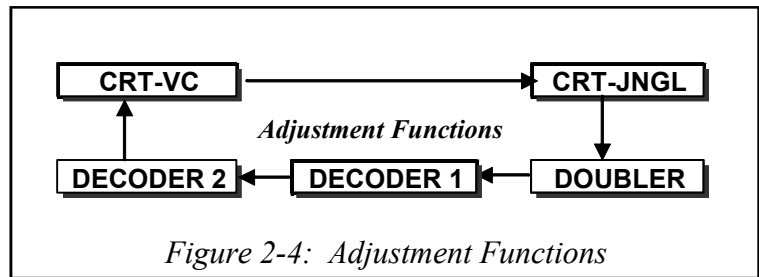 CRT-VC CRT-JNGL
Adjustment Functions
DECODER 2 DECODER 1 DOUBLER
Figure 2-4: Adjustment Functions